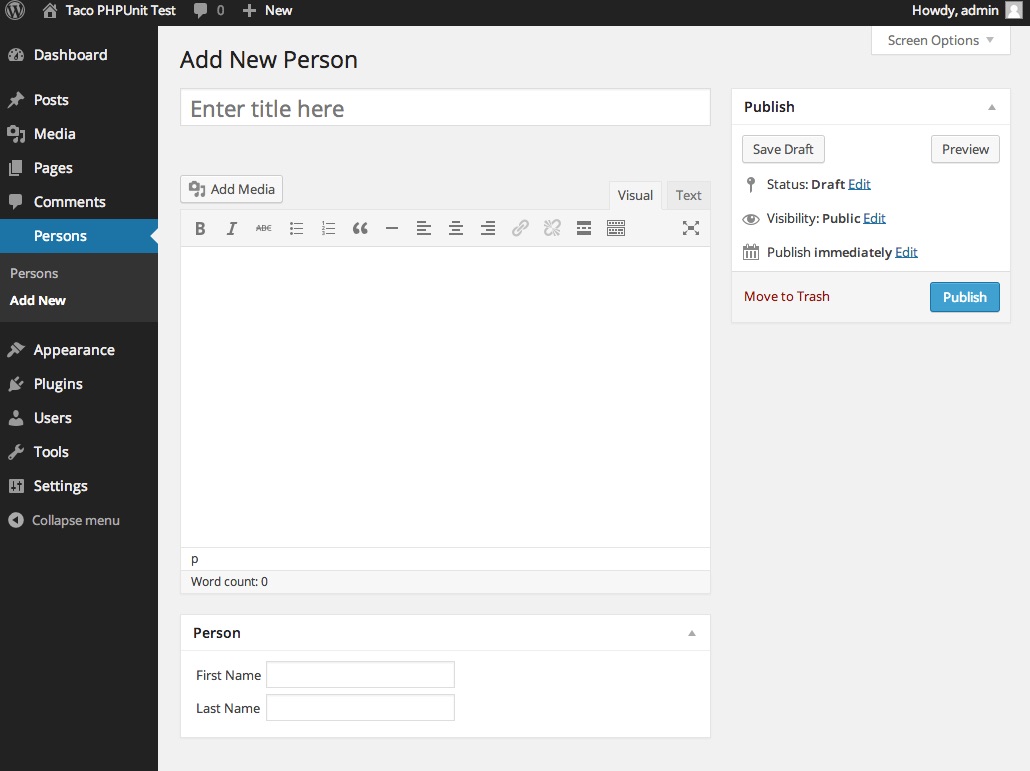 Taco PHPUnit Test 0 New Howdy, admin
Screen Options
Dashboard
Posts
Media
Pages
Comments
Persons
Persons
Add New
Appearance
Plugins
Users
Tools
Settings
Collapse menu
Add New Person
Enter title here
Add Media
Visual Text
B I ABC
p
Word count: 0
Person
First Name
Last Name
Publish
Save Draft Preview
Status: Draft Edit
Visibility: Public Edit
Publish immediately Edit
Move to Trash Publish